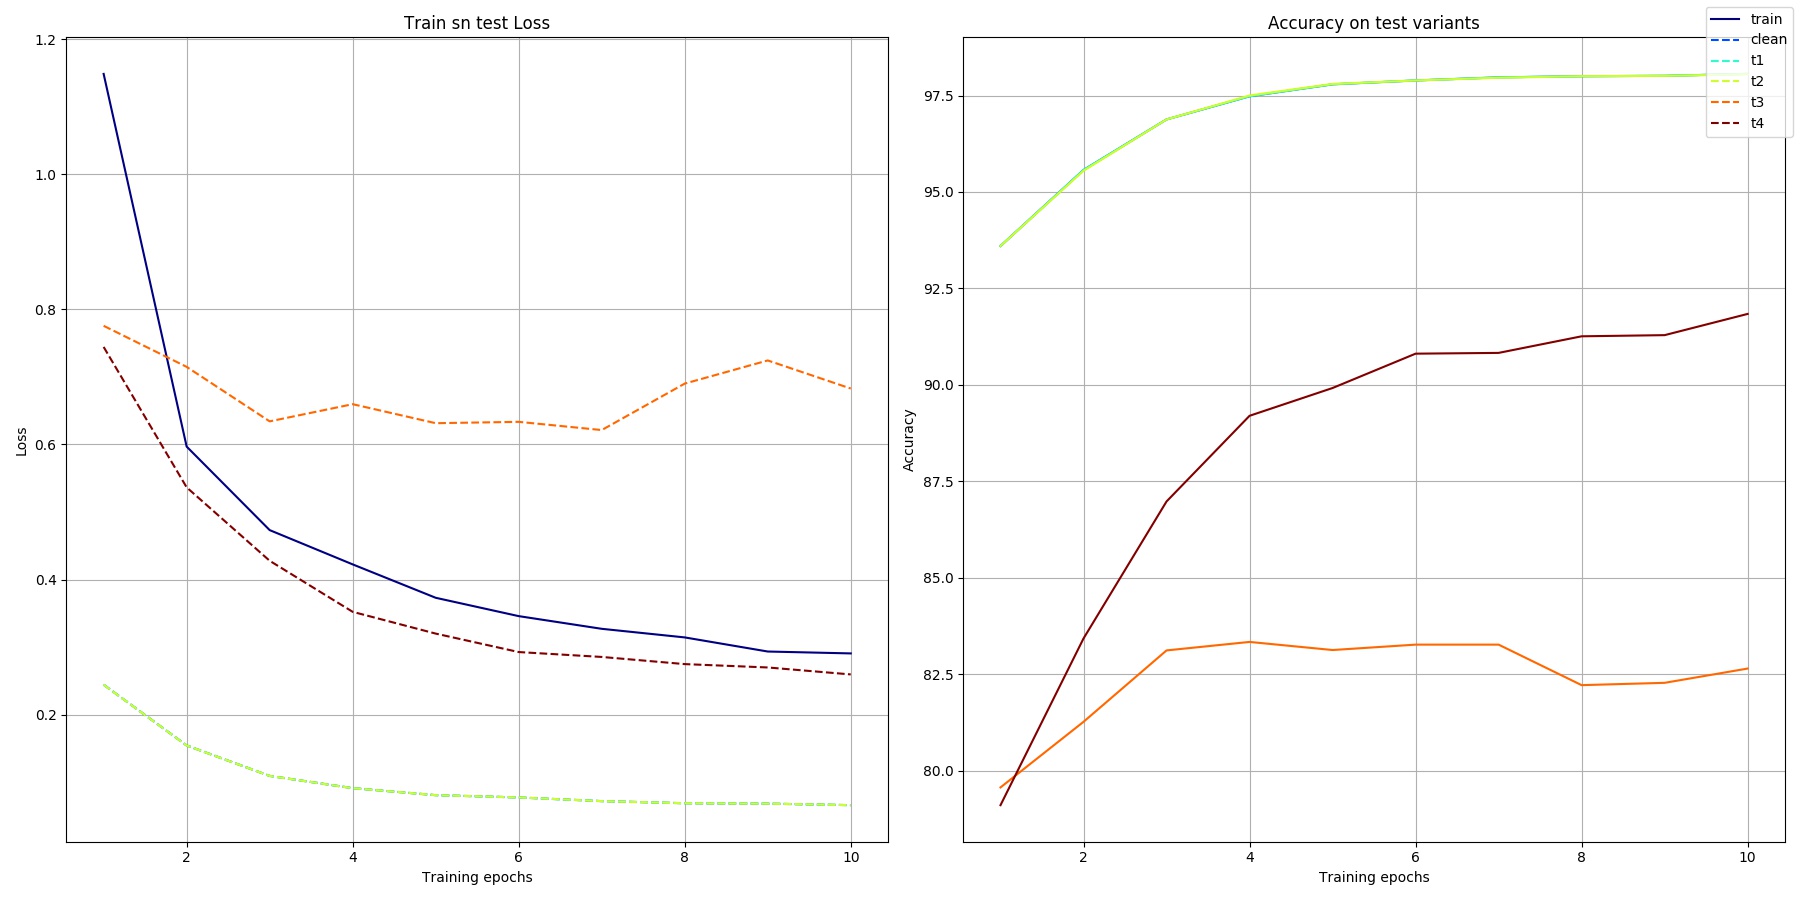 Train sn test Loss
1.2
1.0
0.8
0.6
0.4
0.2
Loss
2
4
6
8
10
Training epochs
Accuracy on test variants
97.5
95.0
92.5
90.0
87.5
85.0
82.5
80.0
Accuracy
2
4
6
8
10
Training epochs
train
clean
t1
t2
t3
t4